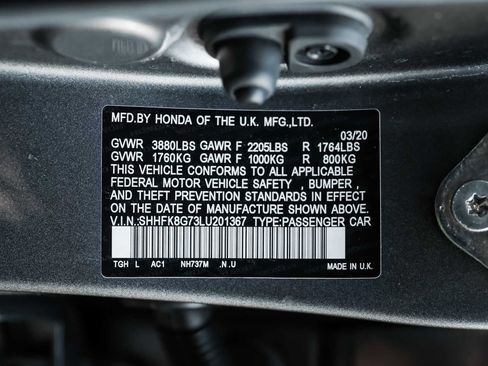 MFD.BY HONDA OF THE U.K. MFG.,LTD.
03/20
GVWR 3880LBS GAWR F 2205LBS R 1764LBS
GVWR 1760KG GAWR F 1000KG R 800KG
THIS VEHICLE CONFORMS TO ALL APPLICABLE
FEDERAL MOTOR VEHICLE SAFETY , BUMPER ,
AND THEFT PREVENTION STANDARDS IN EFFECT
ON THE DATE OF MANUFACTURE SHOWN ABOVE.
V.I.N.:SHHFK8G73LU201367 TYPE:PASSENGER CAR
TGH L AC1 NH737M .N.U MADE IN U.K.